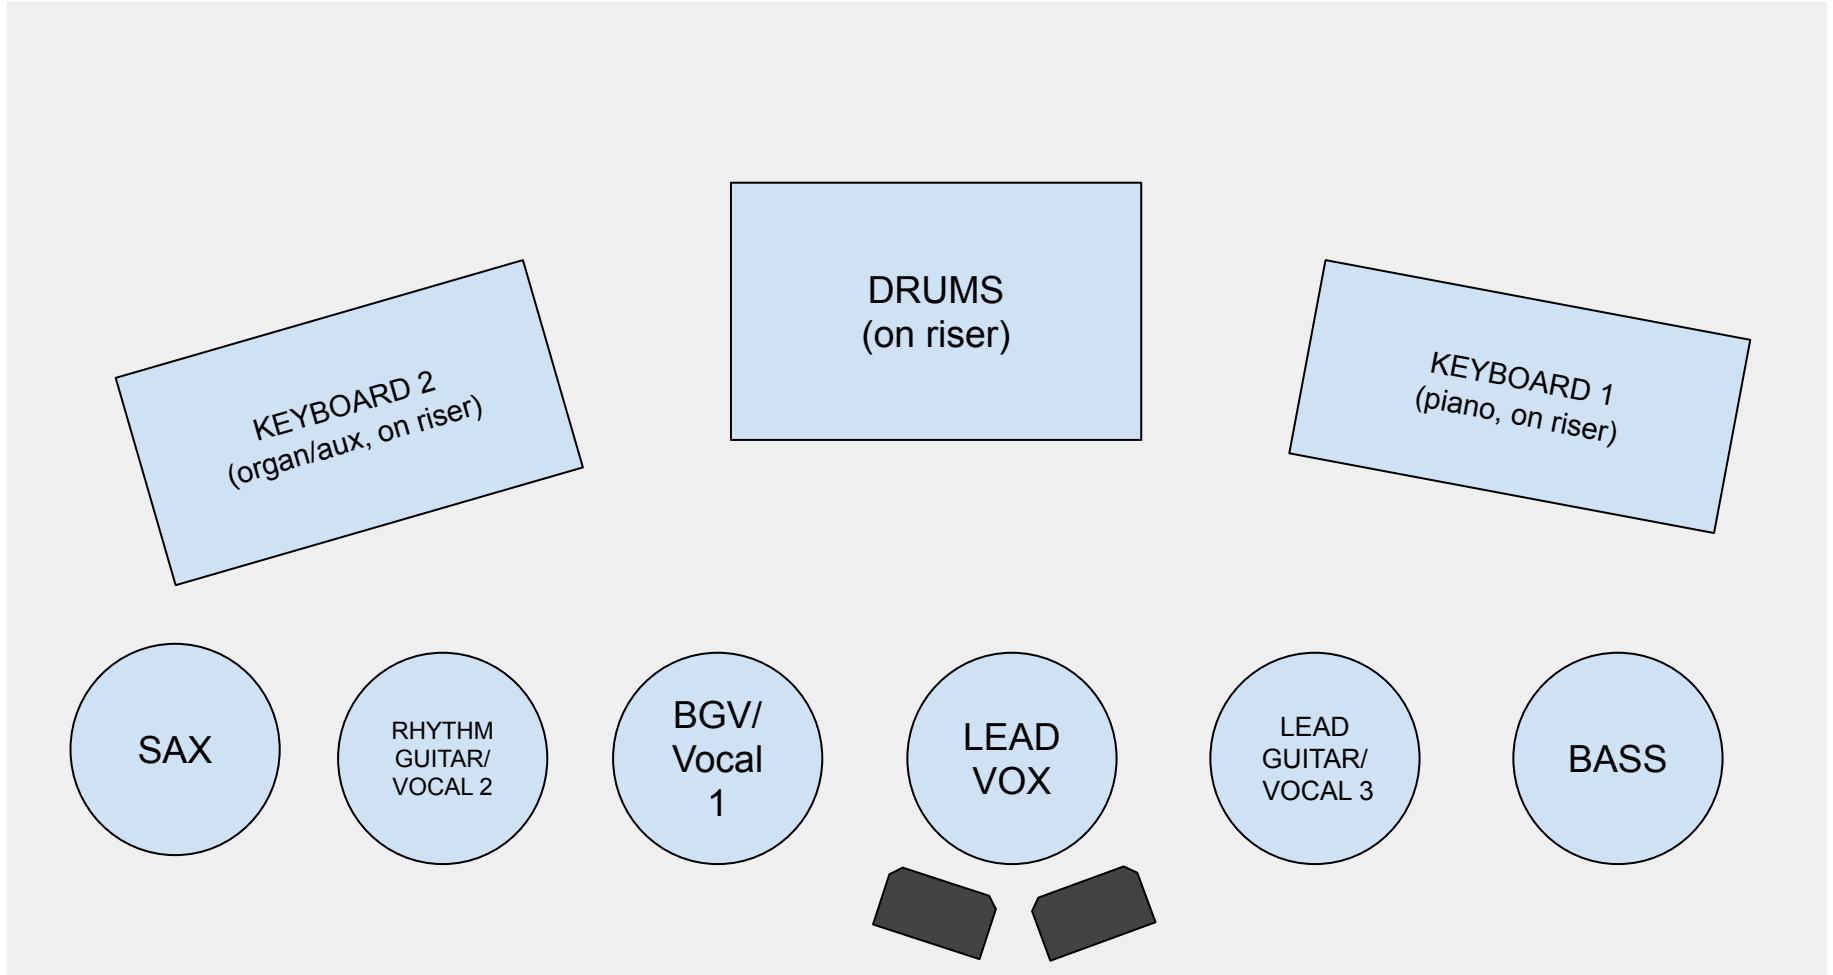 DRUMS
(on riser)
KEYBOARD 2
(organ/aux, on riser)
KEYBOARD 1
(piano, on riser)
SAX
RHYTHM
GUITAR/
VOCAL 2
BGV/
Vocal
1
LEAD
VOX
LEAD
GUITAR/
VOCAL 3
BASS